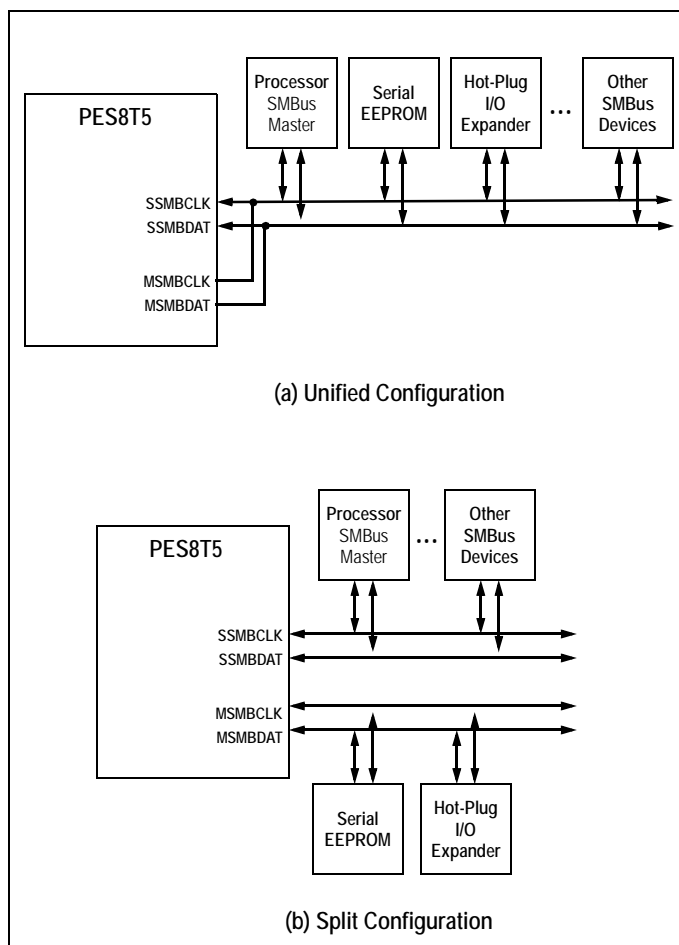 PES8T5
Processor
SMBus
Master
Serial
EEPROM
Hot-Plug
I/O
Expander
...
Other
SMBus
Devices
SSMBCLK
SSMBDAT
MSMBCLK
MSMBDAT
(a) Unified Configuration
PES8T5
Processor
SMBus
Master
...
Other
SMBus
Devices
SSMBCLK
SSMBDAT
MSMBCLK
MSMBDAT
Serial
EEPROM
Hot-Plug
I/O
Expander
(b) Split Configuration